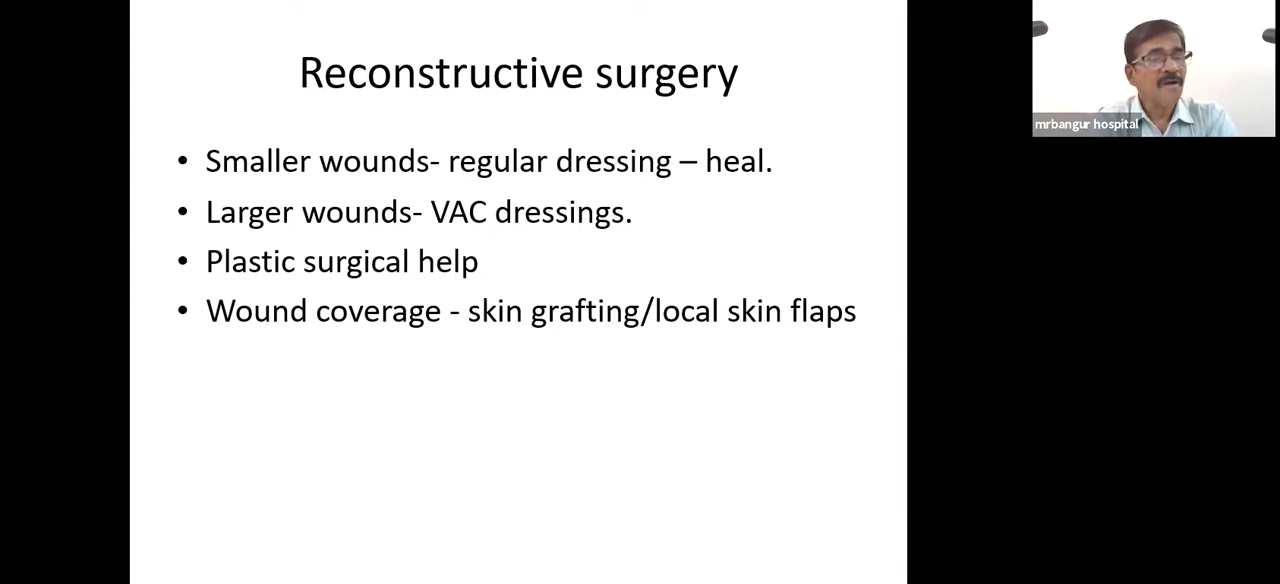 Reconstructive surgery
• Smaller wounds- regular dressing – heal.
• Larger wounds- VAC dressings.
• Plastic surgical help
• Wound coverage - skin grafting/local skin flaps
mrbangur hospital